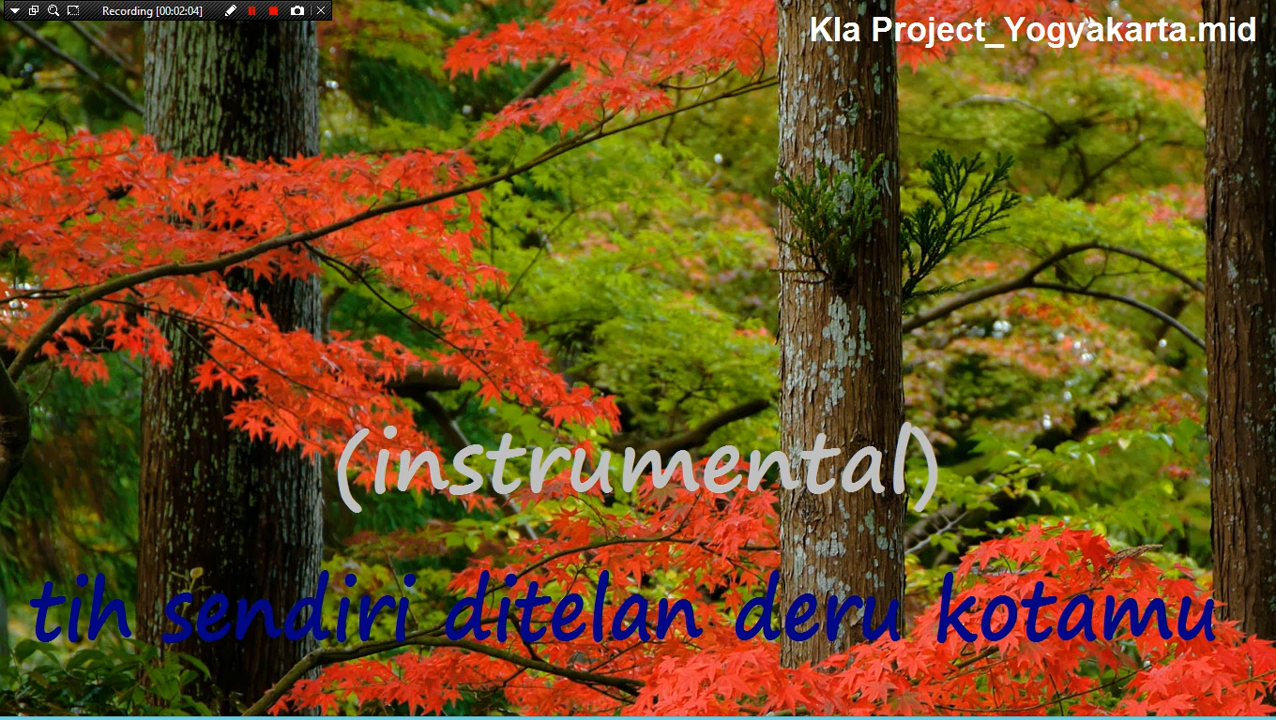 Recording [00:02:04]
Kla Project_Yogyakarta.mid
(instrumental)
tih sendiri ditelan deru kotamu